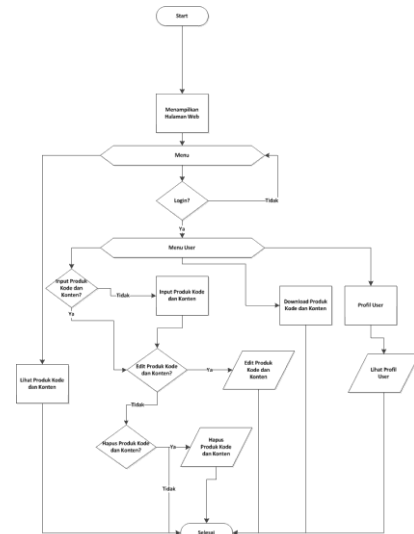 Start
Menampilkan
Halaman Web
Menu
Login?
Tidak
Ya
Menu User
Input Produk
Kode dan
Konten?
Tidak
Ya
Input Produk Kode
dan Konten
Download Produk
Kode dan Konten
Profil User
Lihat Produk Kode
dan Konten
Edit Produk Kode
dan Konten?
Ya
Edit Produk
Kode dan
Konten
Lihat Profil
User
Tidak
Hapus Produk Kode
dan Konten?
Ya
Hapus
Produk Kode
dan Konten
Tidak
Selesai